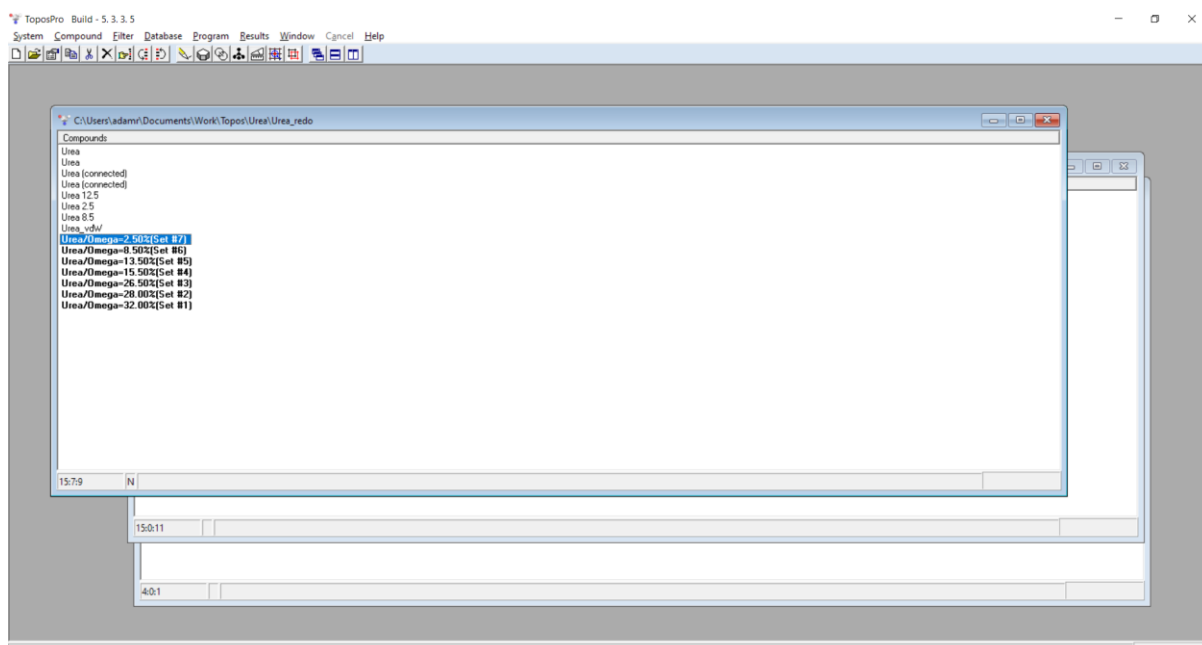 ToposPro Build - 5. 3. 3. 5
System Compound Filter Database Program Results Window Cancel Help
C:\Users\adamr\Documents\Work\Topos\Urea\Urea_redo
Compounds
Urea
Urea
Urea (connected)
Urea (connected)
Urea 12.5
Urea 2.5
Urea 8.5
Urea_vdW
Urea/Omega=2.50%(Set #7)
Urea/Omega=8.50%(Set #6)
Urea/Omega=13.50%(Set #5)
Urea/Omega=15.50%(Set #4)
Urea/Omega=26.50%(Set #3)
Urea/Omega=28.00%(Set #2)
Urea/Omega=32.00%(Set #1)
15:7:9 N
15:0:11
4:0:1